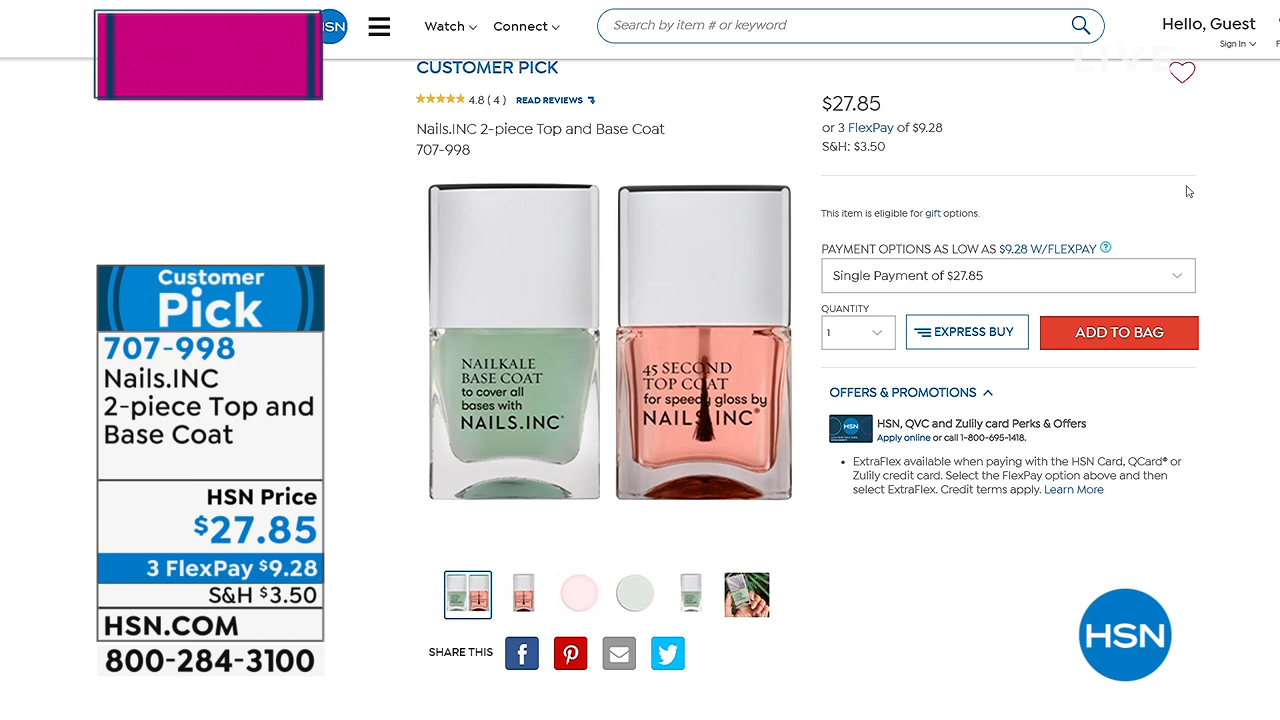 HSN
Watch
Connect
Search by item # or keyword
Hello, Guest
Sign In
LIVE
CUSTOMER PICK
4.8 ( 4 )
READ REVIEWS
Nails.INC 2-piece Top and Base Coat
707-998
$27.85
or 3 FlexPay of $9.28
S&H: $3.50
This item is eligible for gift options.
PAYMENT OPTIONS AS LOW AS $9.28 W/FLEXPAY ?
Single Payment of $27.85
QUANTITY
1
EXPRESS BUY
ADD TO BAG
OFFERS & PROMOTIONS
HSN
HSN, QVC and Zulily card Perks & Offers
Apply online or call 1-800-695-1418.
• ExtraFlex available when paying with the HSN Card, QCard® or
Zulily credit card. Select the FlexPay option above and then
select ExtraFlex. Credit terms apply. Learn More
NAILKALE
BASE COAT
to cover all
bases with
NAILS.INC®
45 SECOND
TOP COAT
for speedy gloss by
NAILS.INC®
SHARE THIS
Customer
Pick
707-998
Nails.INC
2-piece Top and
Base Coat
HSN Price
$27.85
3 FlexPay $9.28
S&H $3.50
HSN.COM
800-284-3100
HSN